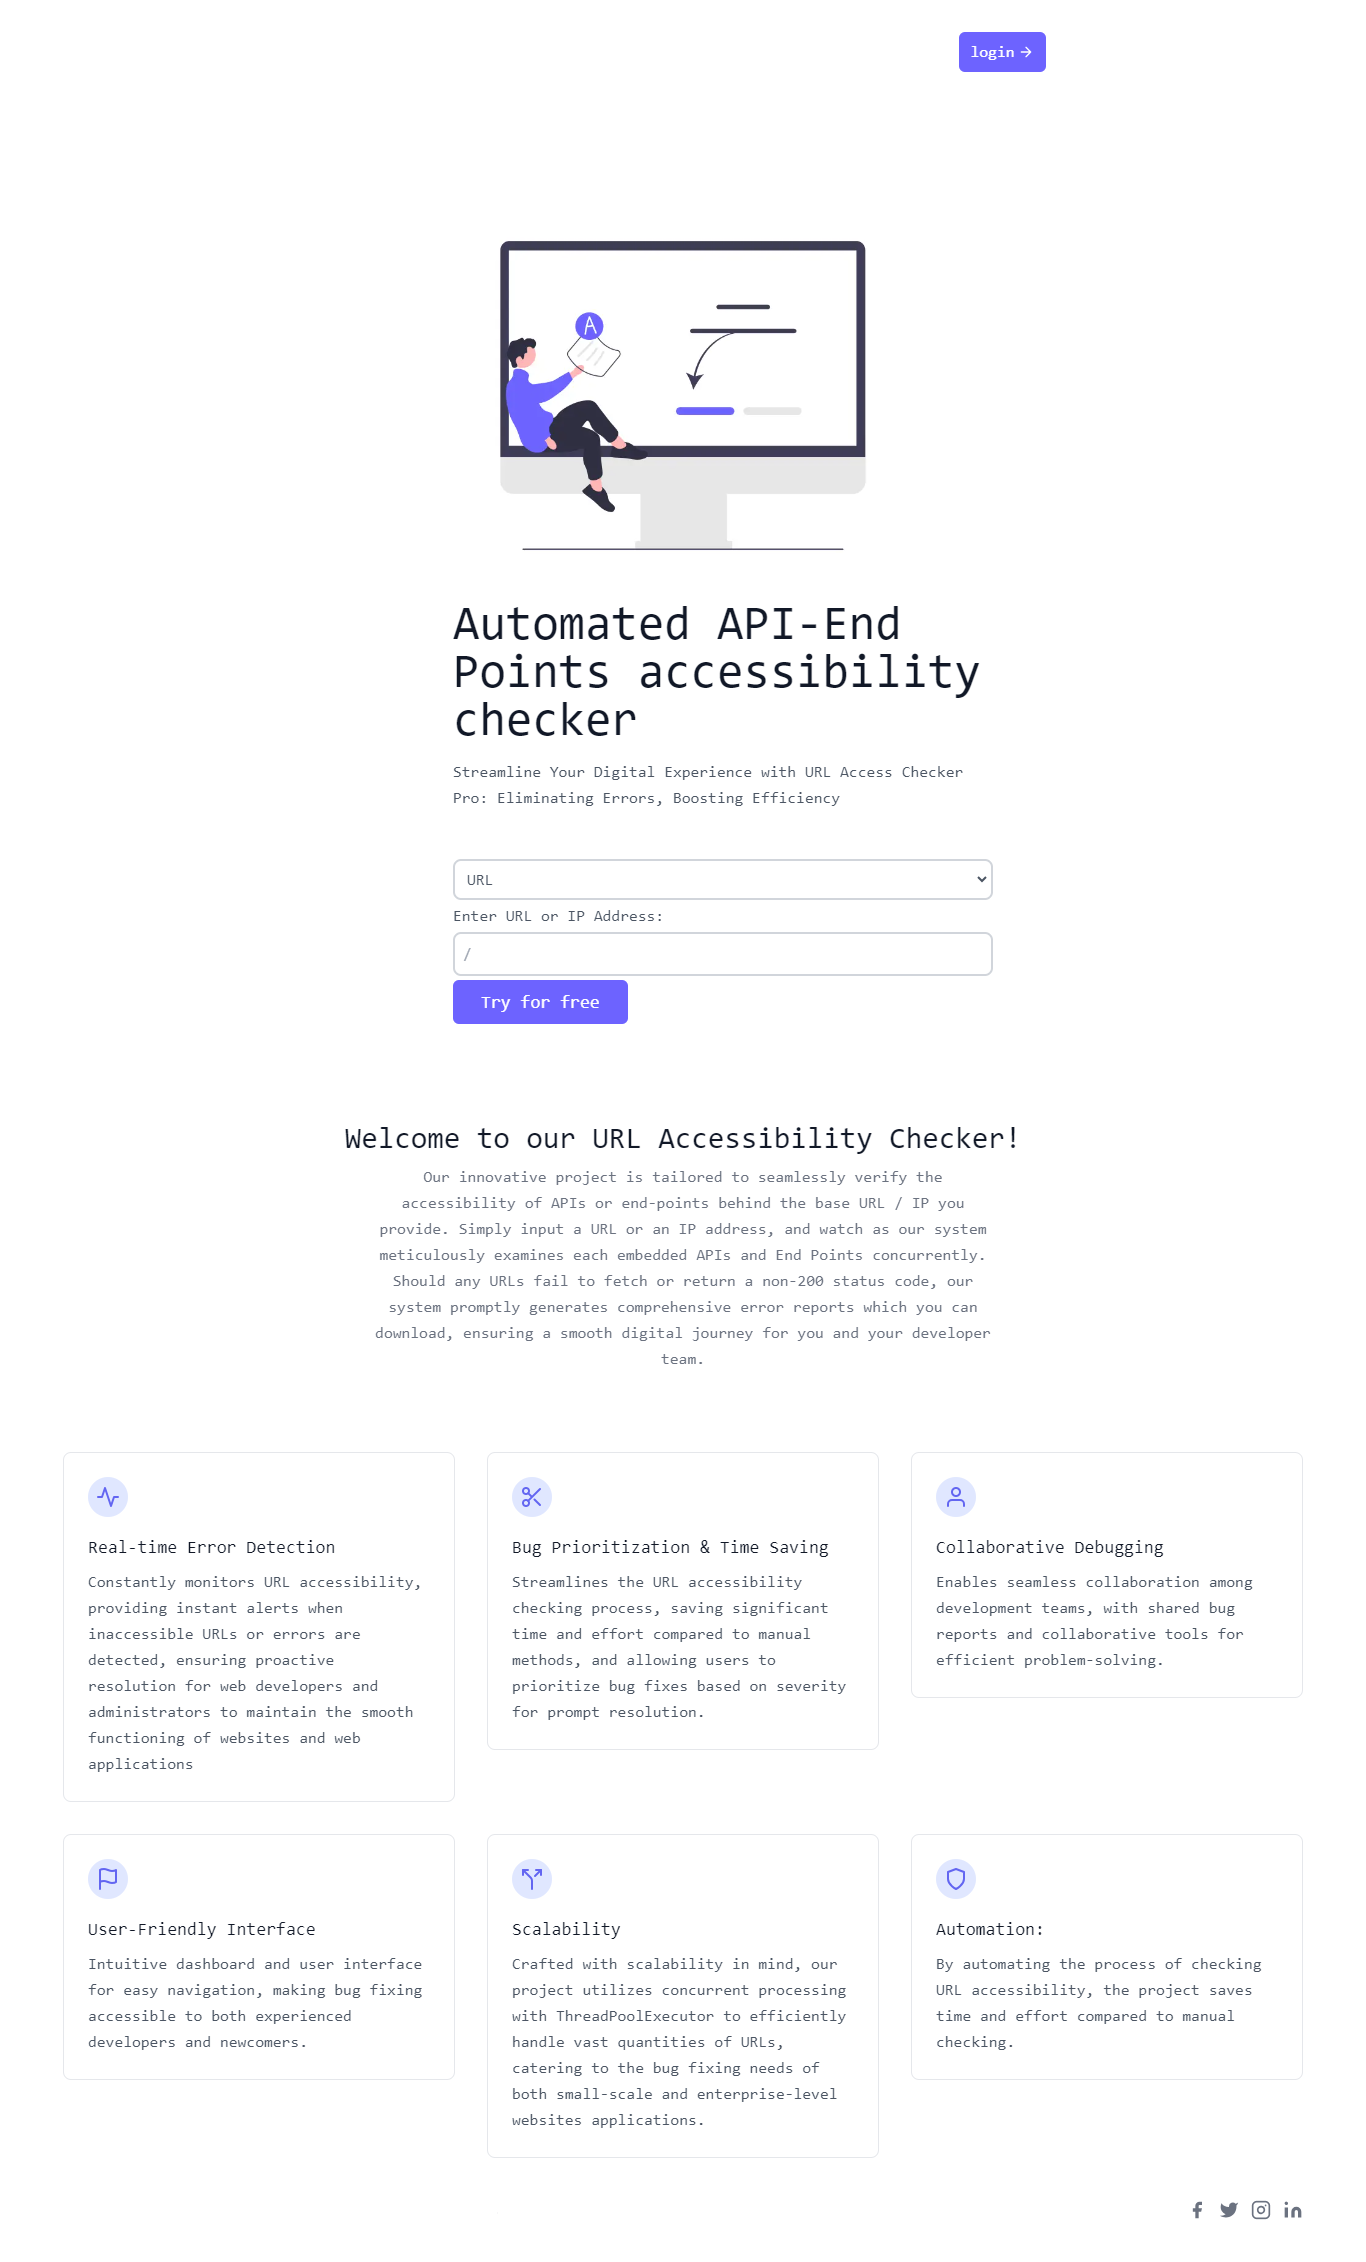 login
A
Automated API-End
Points accessibility
checker
Streamline Your Digital Experience with URL Access Checker
Pro: Eliminating Errors, Boosting Efficiency
URL
Enter URL or IP Address:
/
Try for free
Welcome to our URL Accessibility Checker!
Our innovative project is tailored to seamlessly verify the
accessibility of APIs or end-points behind the base URL / IP you
provide. Simply input a URL or an IP address, and watch as our system
meticulously examines each embedded APIs and End Points concurrently.
Should any URLs fail to fetch or return a non-200 status code, our
system promptly generates comprehensive error reports which you can
download, ensuring a smooth digital journey for you and your developer
team.
Real-time Error Detection
Constantly monitors URL accessibility,
providing instant alerts when
inaccessible URLs or errors are
detected, ensuring proactive
resolution for web developers and
administrators to maintain the smooth
functioning of websites and web
applications
Bug Prioritization & Time Saving
Streamlines the URL accessibility
checking process, saving significant
time and effort compared to manual
methods, and allowing users to
prioritize bug fixes based on severity
for prompt resolution.
Collaborative Debugging
Enables seamless collaboration among
development teams, with shared bug
reports and collaborative tools for
efficient problem-solving.
User-Friendly Interface
Intuitive dashboard and user interface
for easy navigation, making bug fixing
accessible to both experienced
developers and newcomers.
Scalability
Crafted with scalability in mind, our
project utilizes concurrent processing
with ThreadPoolExecutor to efficiently
handle vast quantities of URLs,
catering to the bug fixing needs of
both small-scale and enterprise-level
websites applications.
Automation:
By automating the process of checking
URL accessibility, the project saves
time and effort compared to manual
checking.